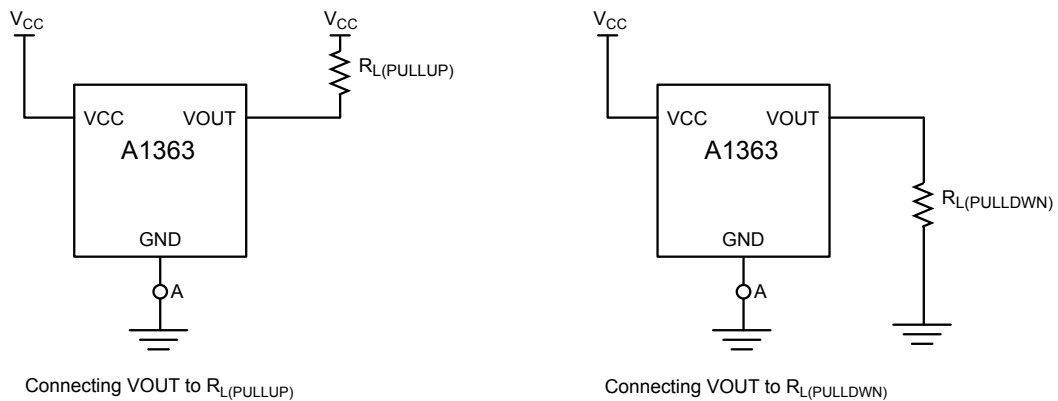 VCC
VCC
RL(PULLUP)
VCC VOUT
A1363
GND
A
Connecting VOUT to RL(PULLUP)
VCC
VCC VOUT
A1363
RL(PULLDWN)
GND
A
Connecting VOUT to RL(PULLDWN)